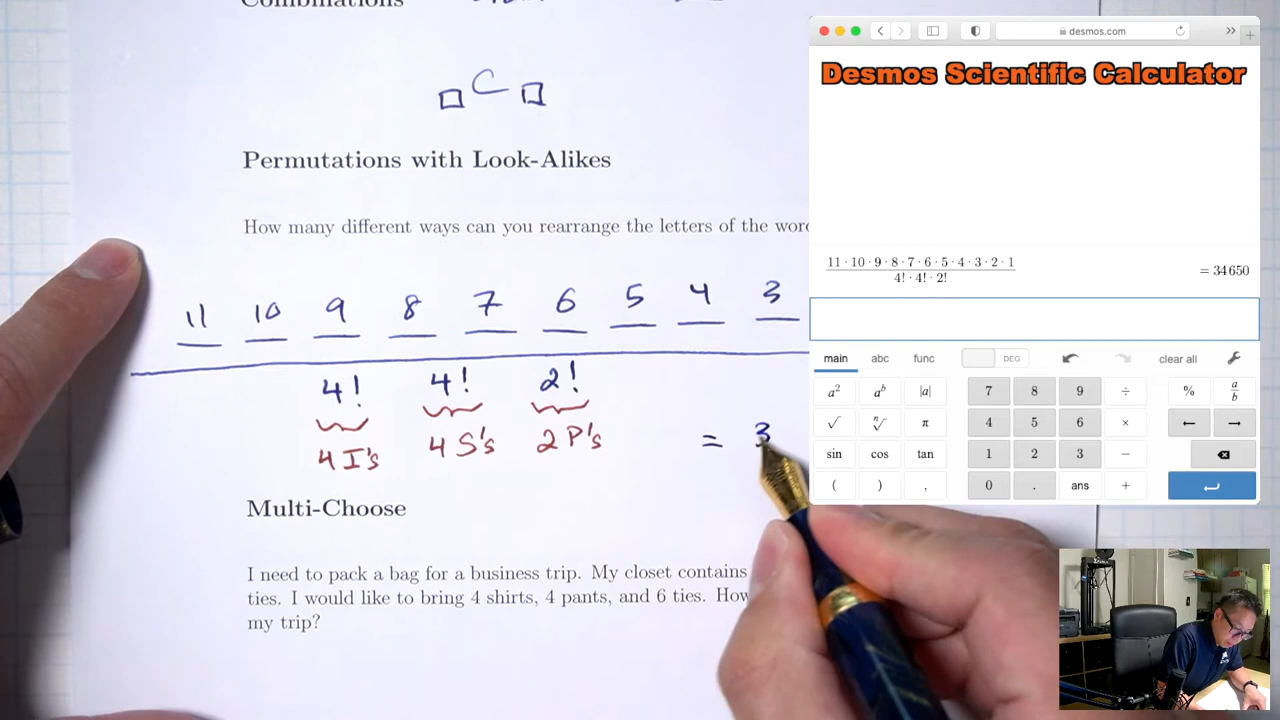 Combinations
□ C □
Permutations with Look-Alikes
How many different ways can you rearrange the letters of the word
11 10 9 8 7 6 5 4 3
4! 4! 2!
4 I's 4 S's 2 P's
= 3
Multi-Choose
I need to pack a bag for a business trip. My closet contains
ties. I would like to bring 4 shirts, 4 pants, and 6 ties. How
my trip?
desmos.com
Desmos Scientific Calculator
11 · 10 · 9 · 8 · 7 · 6 · 5 · 4 · 3 · 2 · 1
4! · 4! · 2!
= 34650
main abc func DEG clear all
a² aᵇ |a| 7 8 9 ÷ % a/b
√ ⁿ√ π 4 5 6 × ← →
sin cos tan 1 2 3 −
( ) , 0 . ans +